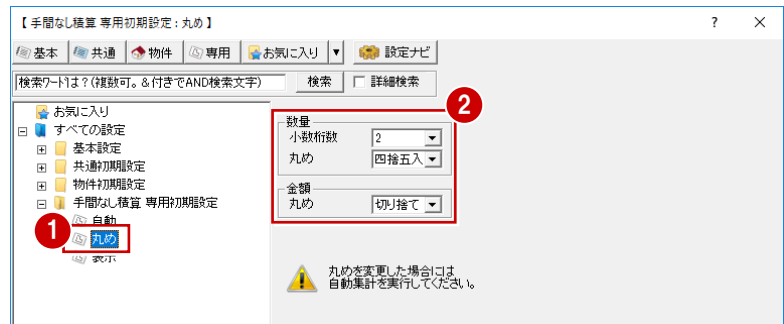 【 手間なし積算 専用初期設定 : 丸め 】 ? ×
基本 共通 物件 専用 お気に入り ▼ 設定ナビ
検索ワードは？(複数可。＆付きでAND検索文字) 検索 詳細検索
お気に入り
すべての設定
基本設定
共通初期設定
物件初期設定
手間なし積算 専用初期設定
自動
1 丸め
表示
2
数量
小数桁数 2
丸め 四捨五入
金額
丸め 切り捨て
丸めを変更した場合には
自動集計を実行してください。